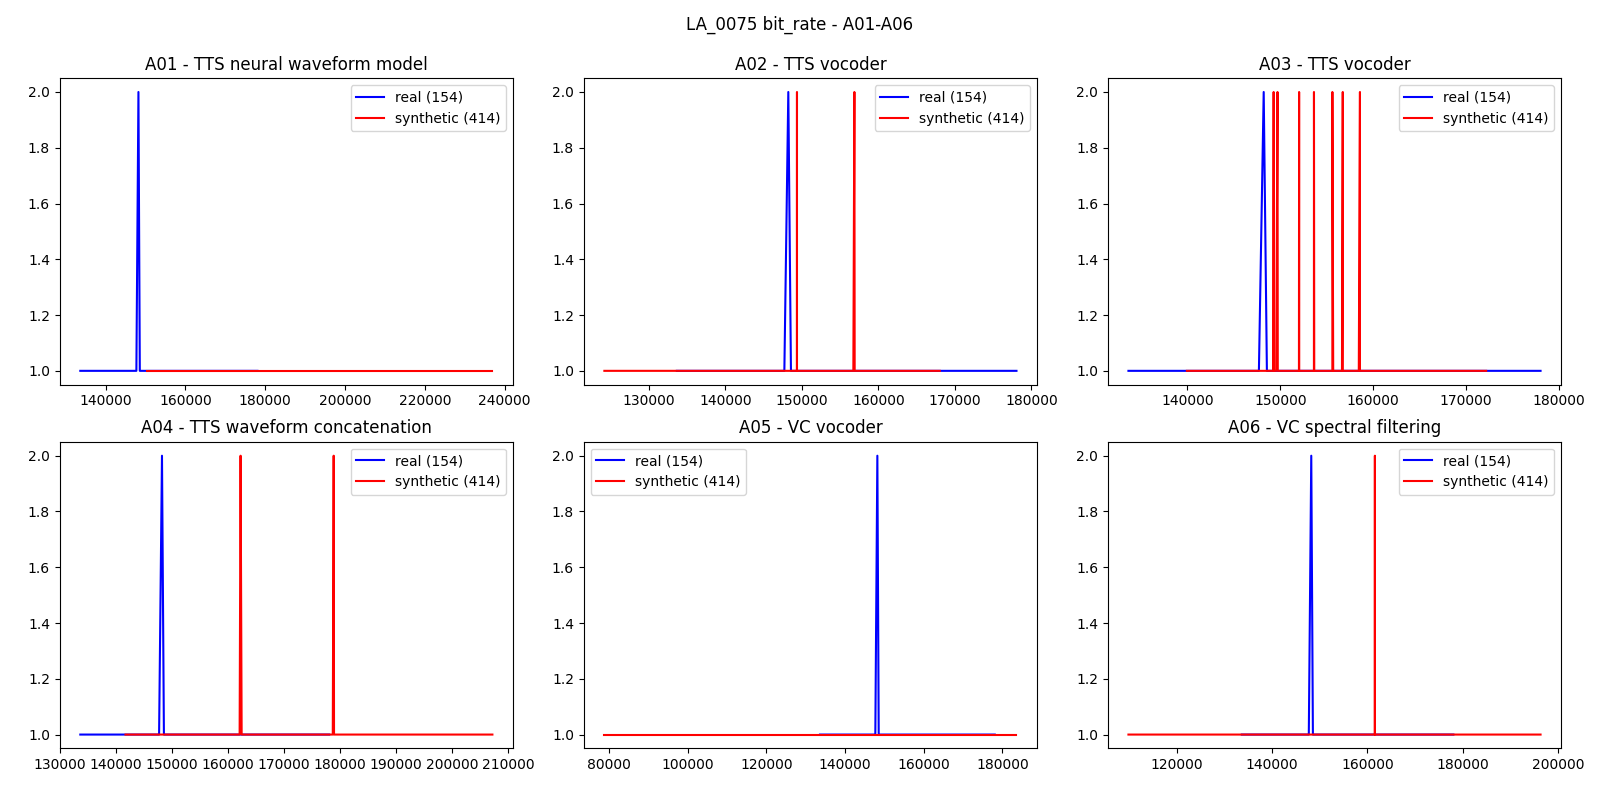 LA_0075 bit_rate - A01-A06
A01 - TTS neural waveform model
real (154)
synthetic (414)
2.0
1.8
1.6
1.4
1.2
1.0
140000 160000 180000 200000 220000 240000
A02 - TTS vocoder
real (154)
synthetic (414)
2.0
1.8
1.6
1.4
1.2
1.0
130000 140000 150000 160000 170000 180000
A03 - TTS vocoder
real (154)
synthetic (414)
2.0
1.8
1.6
1.4
1.2
1.0
140000 150000 160000 170000 180000
A04 - TTS waveform concatenation
real (154)
synthetic (414)
2.0
1.8
1.6
1.4
1.2
1.0
130000 140000 150000 160000 170000 180000 190000 200000 210000
A05 - VC vocoder
real (154)
synthetic (414)
2.0
1.8
1.6
1.4
1.2
1.0
80000 100000 120000 140000 160000 180000
A06 - VC spectral filtering
real (154)
synthetic (414)
2.0
1.8
1.6
1.4
1.2
1.0
120000 140000 160000 180000 200000